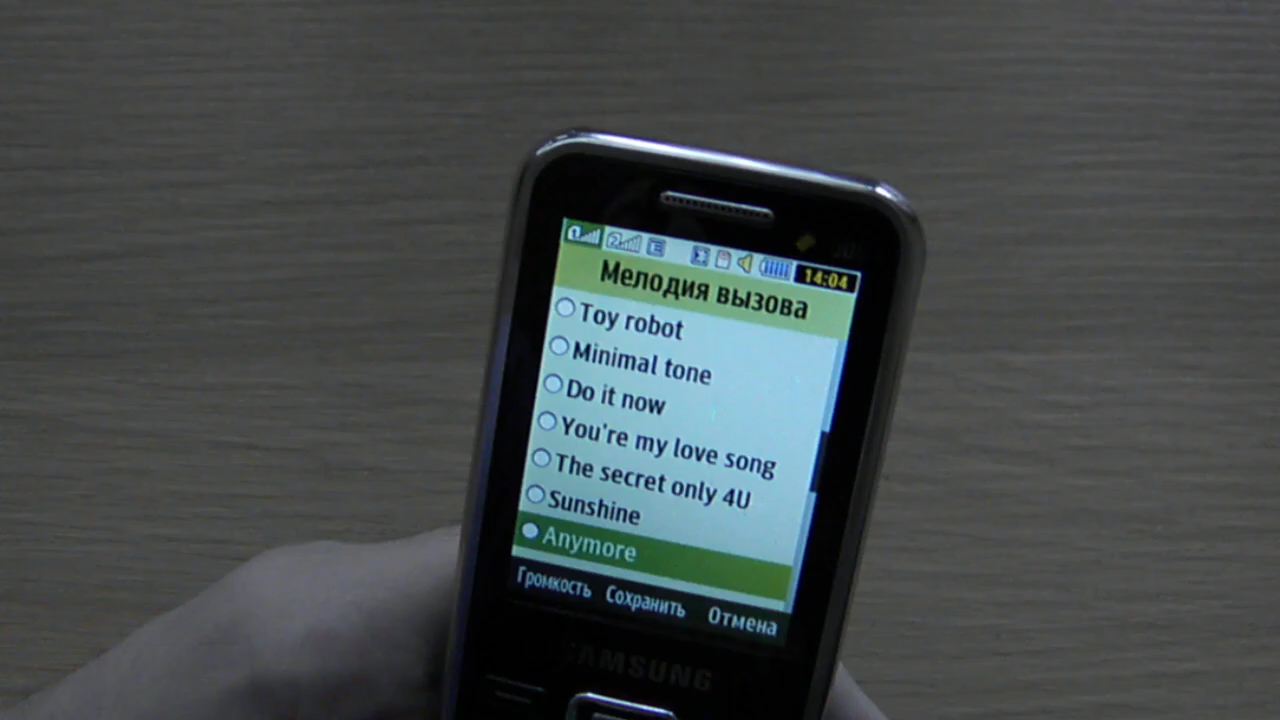 14:04
Мелодия вызова
Toy robot
Minimal tone
Do it now
You're my love song
The secret only 4U
Sunshine
Anymore
Громкость Сохранить Отмена
SAMSUNG